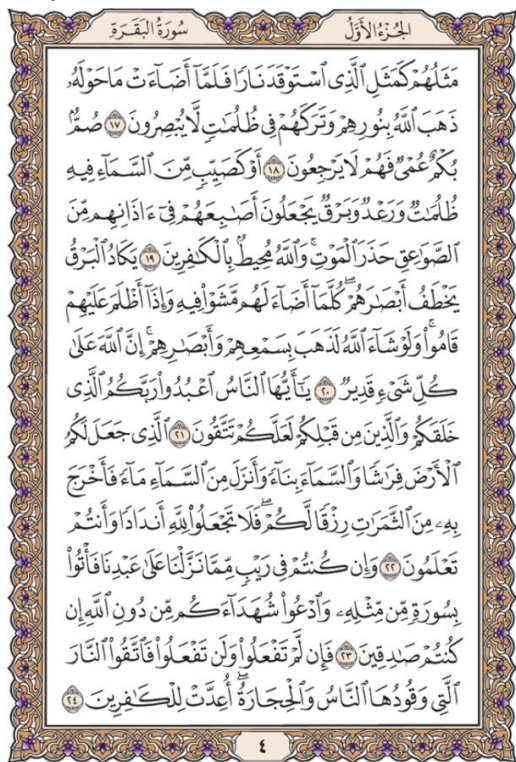 الجُزْءُ الأَوَّلُ
سُورَةُ البَقَرَةِ
مَثَلُهُمْ كَمَثَلِ ٱلَّذِى ٱسْتَوْقَدَ نَارًا فَلَمَّآ أَضَآءَتْ مَا حَوْلَهُۥ
ذَهَبَ ٱللَّهُ بِنُورِهِمْ وَتَرَكَهُمْ فِى ظُلُمَٰتٍ لَّا يُبْصِرُونَ ١٧ صُمٌّۢ
بُكْمٌ عُمْىٌ فَهُمْ لَا يَرْجِعُونَ ١٨ أَوْ كَصَيِّبٍ مِّنَ ٱلسَّمَآءِ فِيهِ
ظُلُمَٰتٌ وَرَعْدٌ وَبَرْقٌ يَجْعَلُونَ أَصَٰبِعَهُمْ فِىٓ ءَاذَانِهِم مِّنَ
ٱلصَّوَٰعِقِ حَذَرَ ٱلْمَوْتِۚ وَٱللَّهُ مُحِيطٌۢ بِٱلْكَٰفِرِينَ ١٩ يَكَادُ ٱلْبَرْقُ
يَخْطَفُ أَبْصَٰرَهُمْۖ كُلَّمَآ أَضَآءَ لَهُم مَّشَوْا۟ فِيهِ وَإِذَآ أَظْلَمَ عَلَيْهِمْ
قَامُوا۟ۚ وَلَوْ شَآءَ ٱللَّهُ لَذَهَبَ بِسَمْعِهِمْ وَأَبْصَٰرِهِمْۚ إِنَّ ٱللَّهَ عَلَىٰ
كُلِّ شَىْءٍ قَدِيرٌ ٢٠ يَٰٓأَيُّهَا ٱلنَّاسُ ٱعْبُدُوا۟ رَبَّكُمُ ٱلَّذِى
خَلَقَكُمْ وَٱلَّذِينَ مِن قَبْلِكُمْ لَعَلَّكُمْ تَتَّقُونَ ٢١ ٱلَّذِى جَعَلَ لَكُمُ
ٱلْأَرْضَ فِرَٰشًا وَٱلسَّمَآءَ بِنَآءً وَأَنزَلَ مِنَ ٱلسَّمَآءِ مَآءً فَأَخْرَجَ
بِهِۦ مِنَ ٱلثَّمَرَٰتِ رِزْقًا لَّكُمْۖ فَلَا تَجْعَلُوا۟ لِلَّهِ أَندَادًا وَأَنتُمْ
تَعْلَمُونَ ٢٢ وَإِن كُنتُمْ فِى رَيْبٍ مِّمَّا نَزَّلْنَا عَلَىٰ عَبْدِنَا فَأْتُوا۟
بِسُورَةٍ مِّن مِّثْلِهِۦ وَٱدْعُوا۟ شُهَدَآءَكُم مِّن دُونِ ٱللَّهِ إِن
كُنتُمْ صَٰدِقِينَ ٢٣ فَإِن لَّمْ تَفْعَلُوا۟ وَلَن تَفْعَلُوا۟ فَٱتَّقُوا۟ ٱلنَّارَ
ٱلَّتِى وَقُودُهَا ٱلنَّاسُ وَٱلْحِجَارَةُۖ أُعِدَّتْ لِلْكَٰفِرِينَ ٢٤
٤